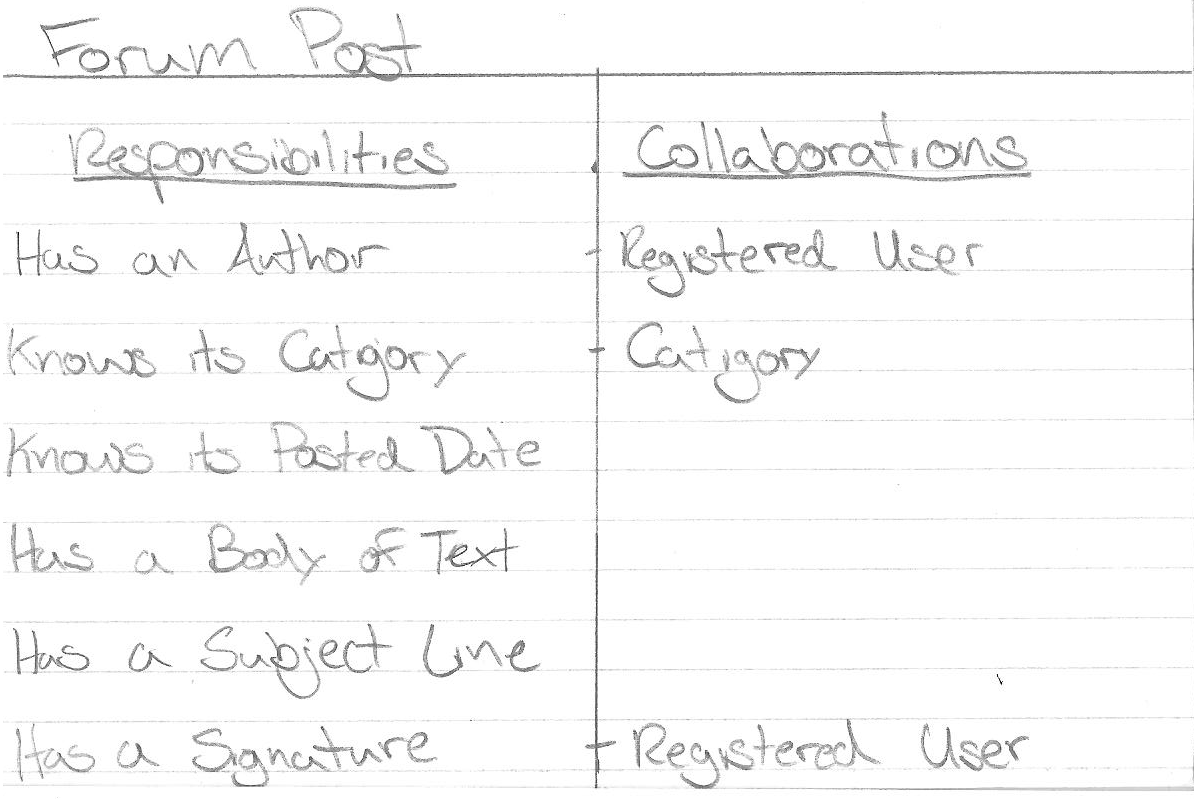 Forum Post
Responsibilities Collaborations
Has an Author - Registered User
Knows its Catgory - Catigory
Knows its Posted Date
Has a Body of Text
Has a Subject Line
Has a Signature - Registered User